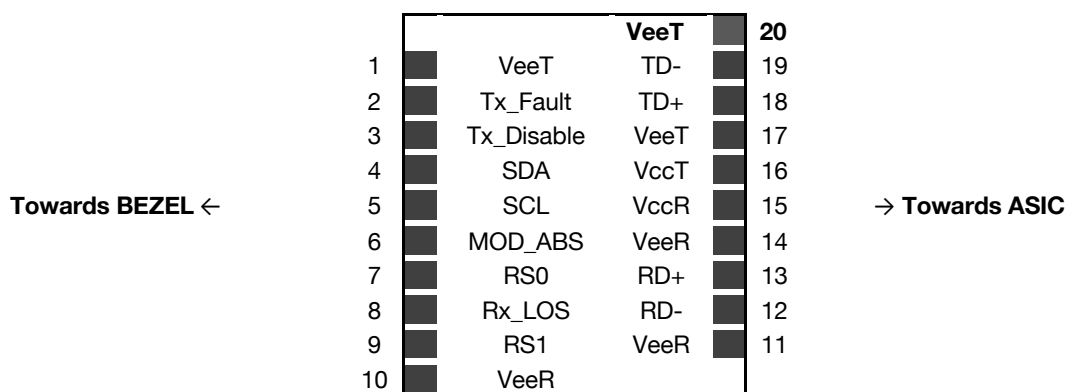 VeeT 20
1 VeeT TD- 19
2 Tx_Fault TD+ 18
3 Tx_Disable VeeT 17
4 SDA VccT 16
Towards BEZEL ← 5 SCL VccR 15 → Towards ASIC
6 MOD_ABS VeeR 14
7 RS0 RD+ 13
8 Rx_LOS RD- 12
9 RS1 VeeR 11
10 VeeR